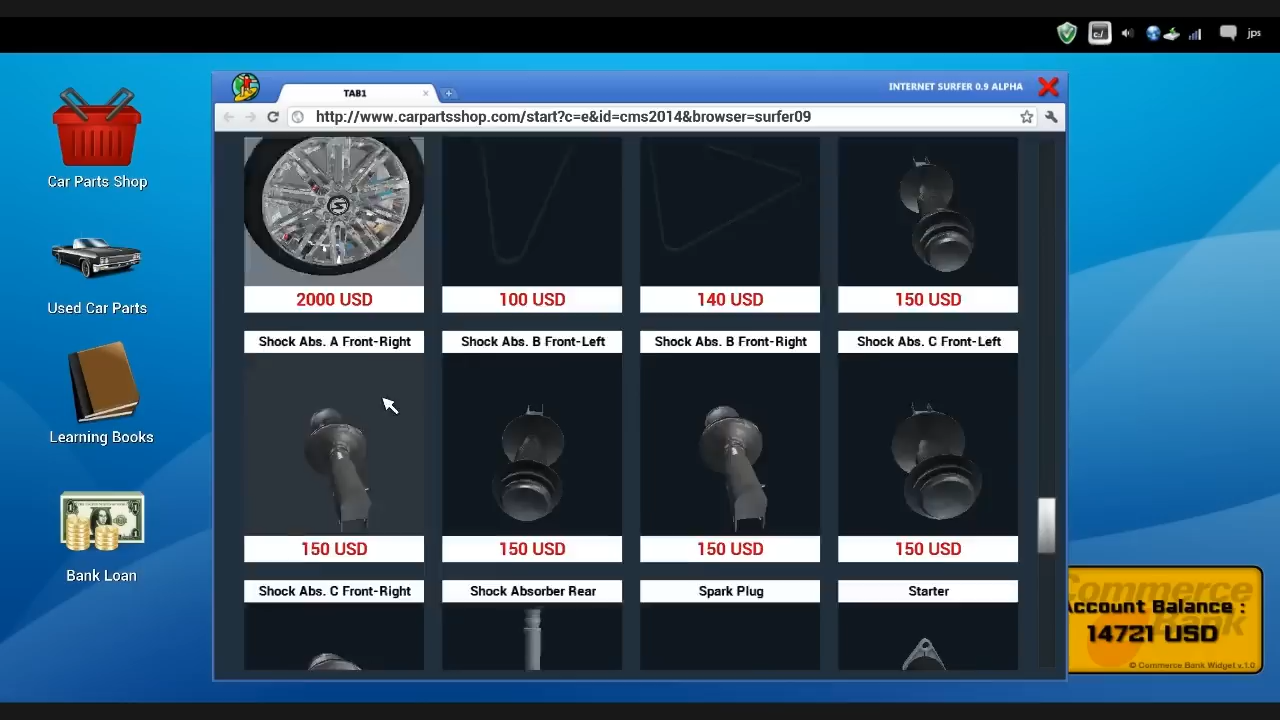 C:/
jps
TAB1
INTERNET SURFER 0.9 ALPHA
http://www.carpartsshop.com/start?c=e&id=cms2014&browser=surfer09
Car Parts Shop
Used Car Parts
Learning Books
Bank Loan
2000 USD
100 USD
140 USD
150 USD
Shock Abs. A Front-Right
Shock Abs. B Front-Left
Shock Abs. B Front-Right
Shock Abs. C Front-Left
150 USD
150 USD
150 USD
150 USD
Shock Abs. C Front-Right
Shock Absorber Rear
Spark Plug
Starter
Commerce Bank
Account Balance :
14721 USD
© Commerce Bank Widget v.1.0